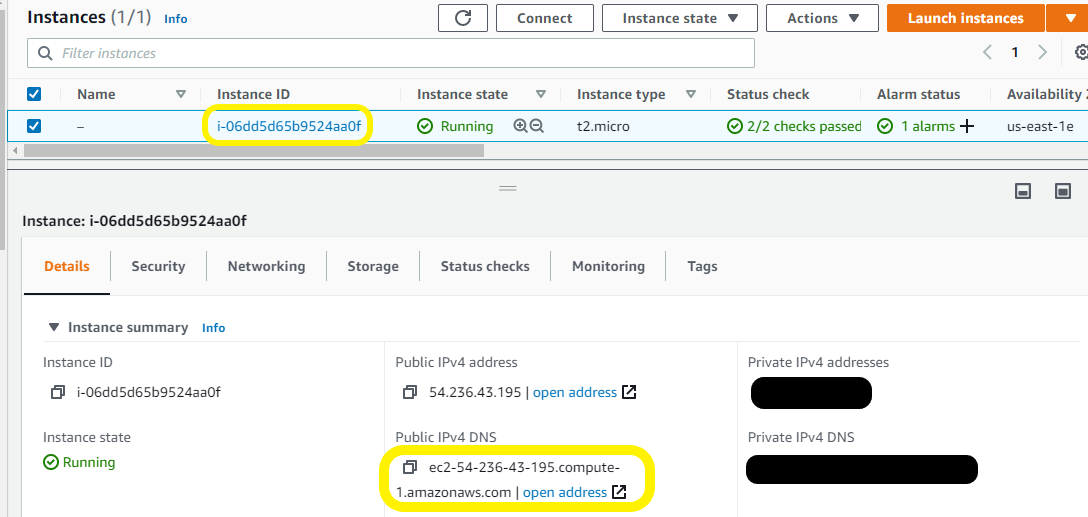 Instances (1/1) Info
Connect
Instance state
Actions
Launch instances
Filter instances
1
Name
Instance ID
Instance state
Instance type
Status check
Alarm status
Availability Z
–
i-06dd5d65b9524aa0f
Running
t2.micro
2/2 checks passed
1 alarms +
us-east-1e
Instance: i-06dd5d65b9524aa0f
Details
Security
Networking
Storage
Status checks
Monitoring
Tags
Instance summary Info
Instance ID
i-06dd5d65b9524aa0f
Public IPv4 address
54.236.43.195 | open address
Private IPv4 addresses
Instance state
Running
Public IPv4 DNS
ec2-54-236-43-195.compute-
1.amazonaws.com | open address
Private IPv4 DNS